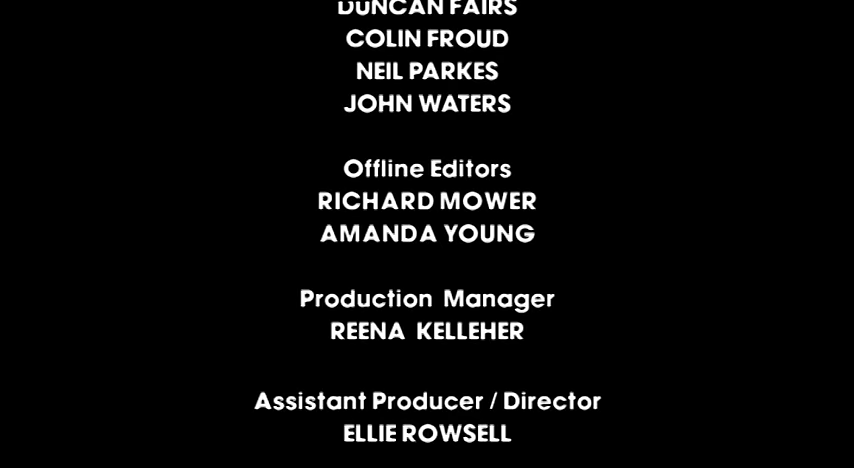 DUNCAN FAIRS
COLIN FROUD
NEIL PARKES
JOHN WATERS
Offline Editors
RICHARD MOWER
AMANDA YOUNG
Production Manager
REENA KELLEHER
Assistant Producer / Director
ELLIE ROWSELL